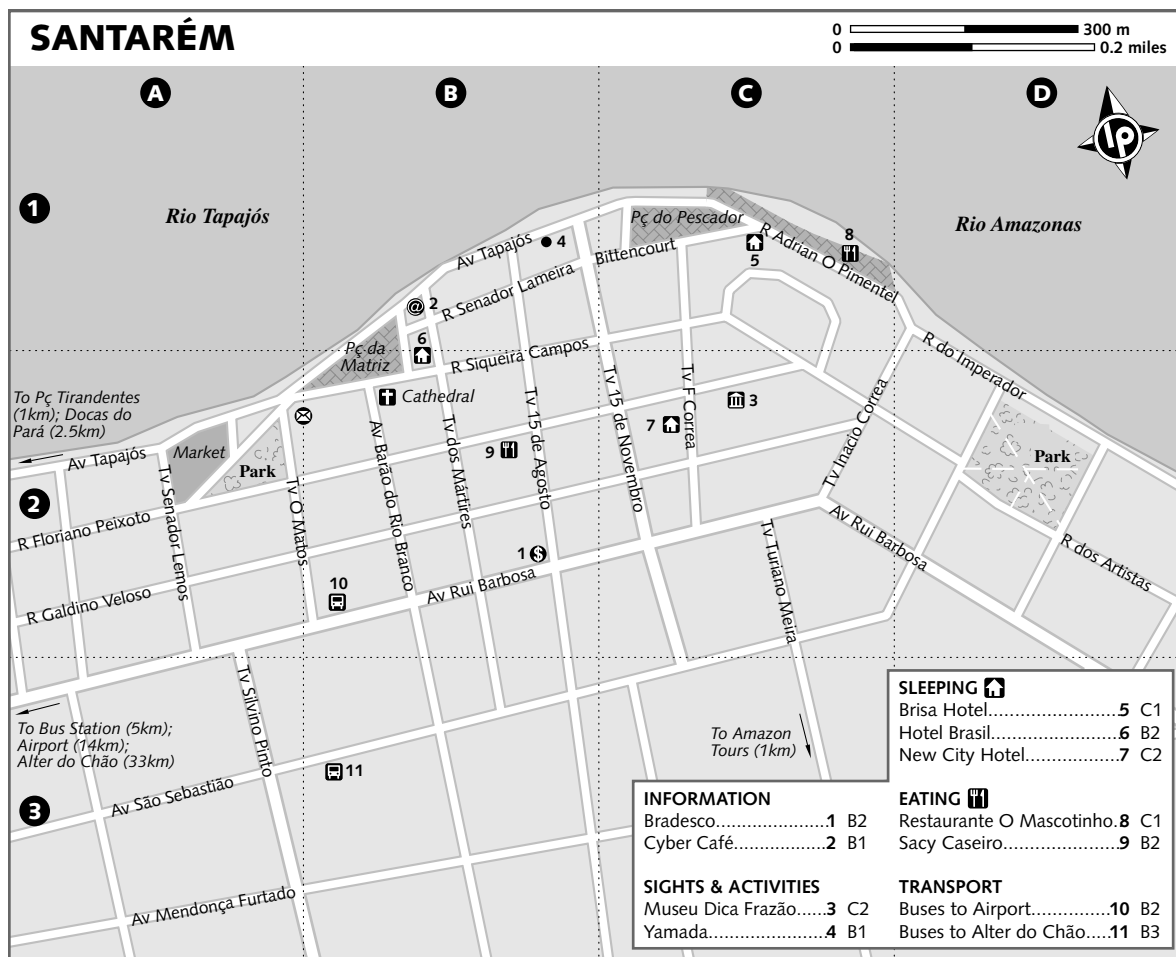 SANTARÉM
0 300 m
0 0.2 miles
A
B
C
D
lp
1
Rio Tapajós
Rio Amazonas
Pç do Pescador
8
4
Av Tapajós
R Senador Lameira
Bittencourt
5
R Adrian O Pimentel
@ 2
6
Pç da
Matriz
R Siqueira Campos
R do Imperador
To Pç Tirandentes
(1km); Docas do
Pará (2.5km)
Cathedral
3
7
Tv F Correa
Tv 15 de Agosto
Tv 15 de Novembro
Tv Inacio Correa
Av Tapajós
Market
Park
9
Park
2
Tv Senador Lemos
Tv O Matos
Av Barão do Rio Branco
Tv dos Mártires
R Floriano Peixoto
1 $
Av Rui Barbosa
R dos Artistas
R Galdino Veloso
10
Av Rui Barbosa
Tv Turiano Meira
Tv Silvino Pinto
To Bus Station (5km);
Airport (14km);
Alter do Chão (33km)
To Amazon
Tours (1km)
11
3
Av São Sebastião
Av Mendonça Furtado
SLEEPING
Brisa Hotel..............................5 C1
Hotel Brasil.............................6 B2
New City Hotel......................7 C2
INFORMATION
Bradesco......................1 B2
Cyber Café...................2 B1
EATING
Restaurante O Mascotinho.8 C1
Sacy Caseiro..........................9 B2
SIGHTS & ACTIVITIES
Museu Dica Frazão......3 C2
Yamada........................4 B1
TRANSPORT
Buses to Airport..................10 B2
Buses to Alter do Chão.....11 B3